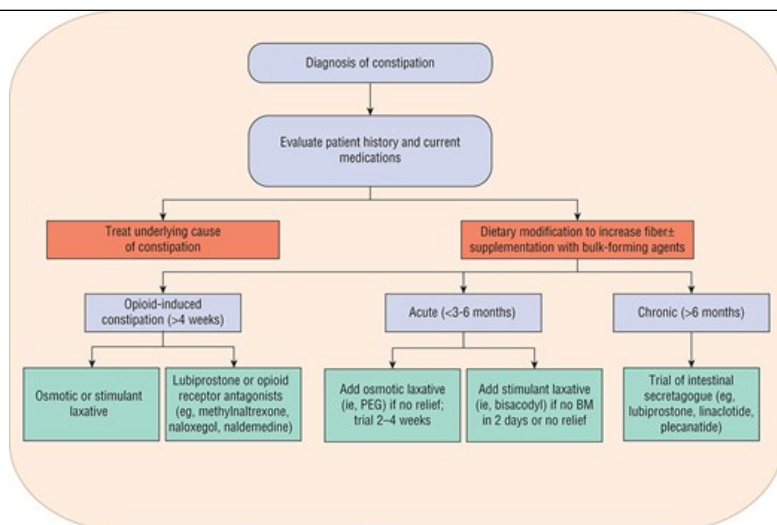 Diagnosis of constipation
Evaluate patient history and current
medications
Treat underlying cause
of constipation
Dietary modification to increase fiber±
supplementation with bulk-forming agents
Opioid-induced
constipation (>4 weeks)
Acute (<3-6 months)
Chronic (>6 months)
Osmotic or stimulant
laxative
Lubiprostone or opioid
receptor antagonists
(eg, methylnaltrexone,
naloxegol, naldemedine)
Add osmotic laxative
(ie, PEG) if no relief;
trial 2–4 weeks
Add stimulant laxative
(ie, bisacodyl) if no BM
in 2 days or no relief
Trial of intestinal
secretagogue (eg,
lubiprostone, linaclotide,
plecanatide)